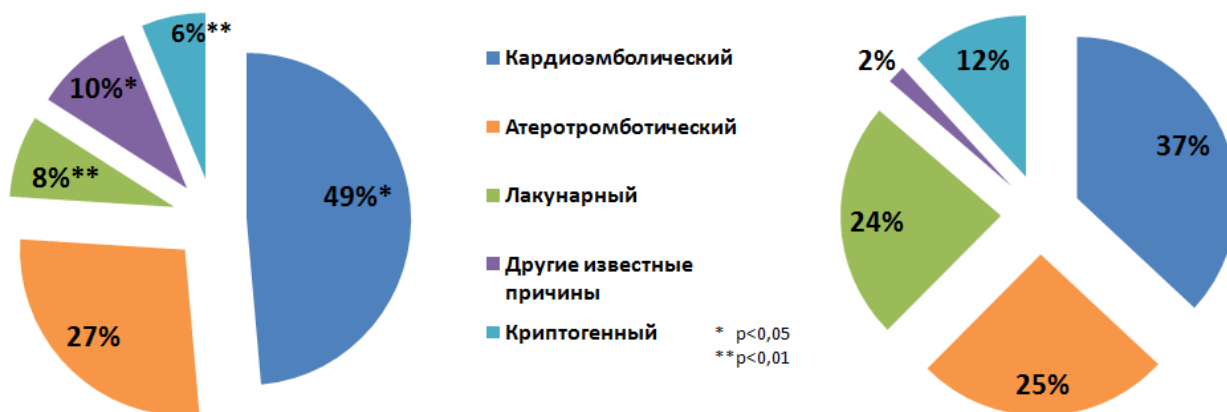 6%**
10%*
8%**
49%*
27%
Кардиоэмболический
Атеротромботический
Лакунарный
Другие известные
причины
Криптогенный
* p<0,05
**p<0,01
2%
12%
37%
24%
25%